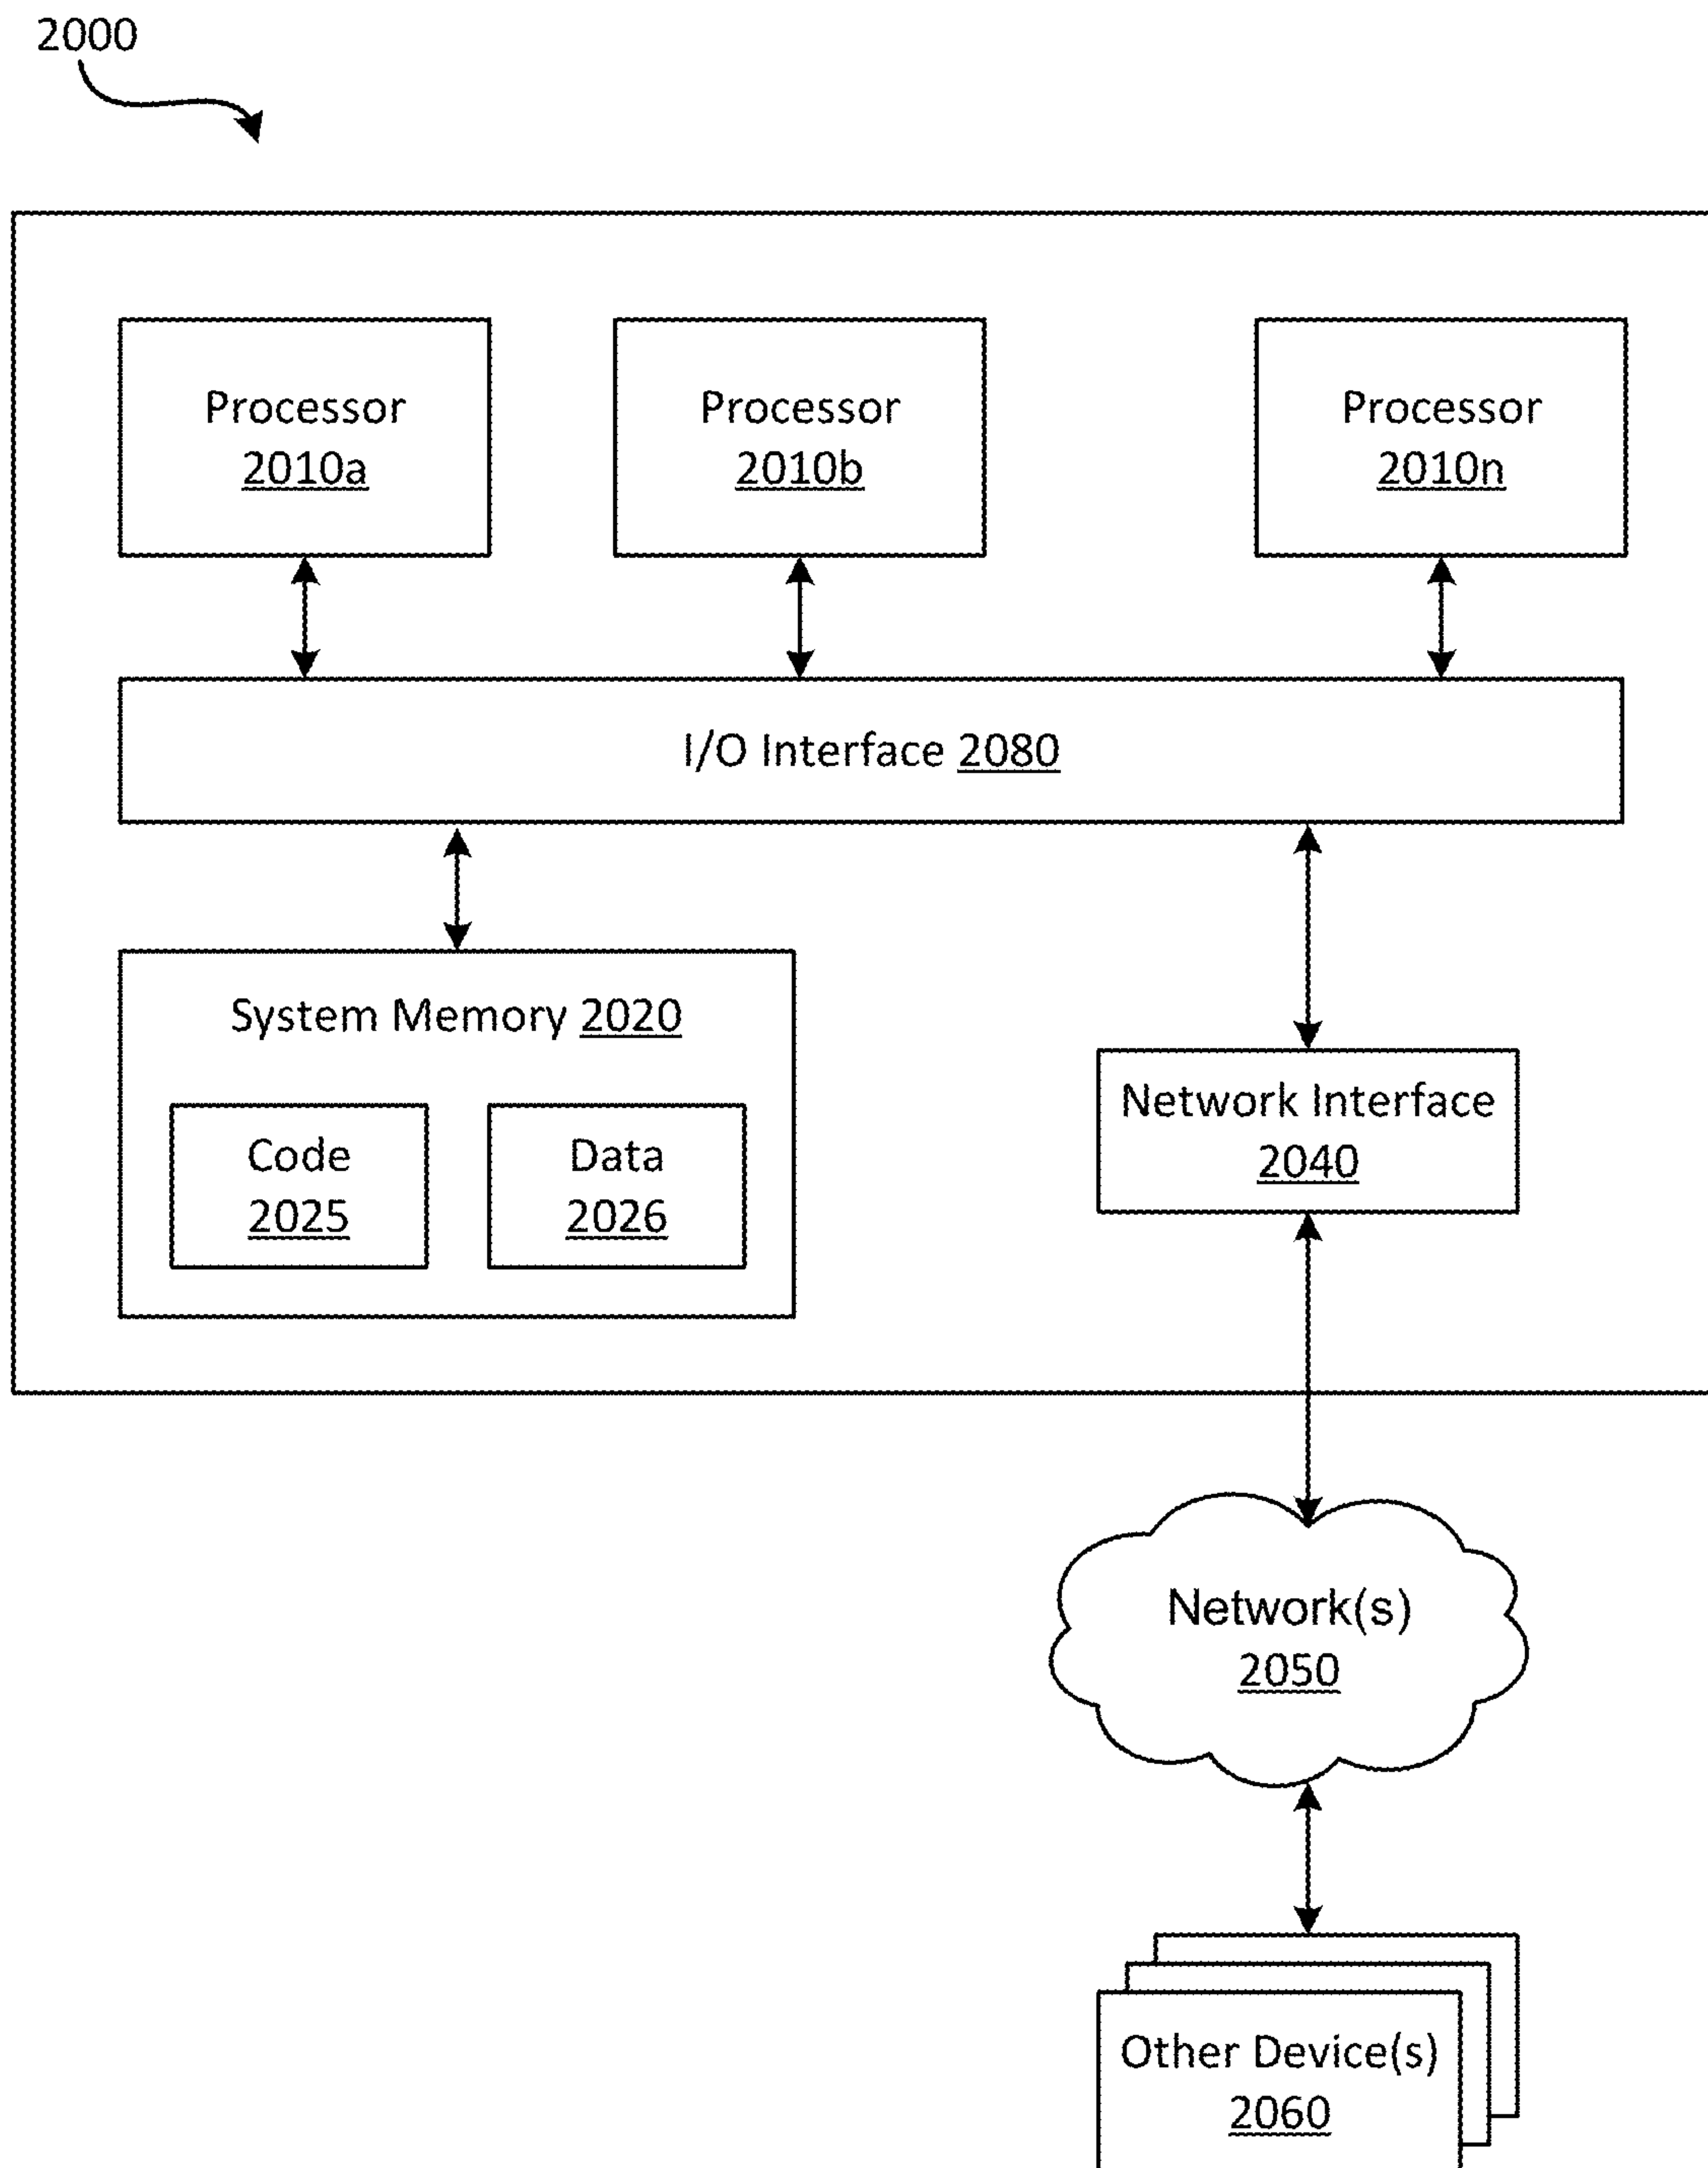 2000
Processor
2010a
Processor
2010b
Processor
2010n
I/O Interface 2080
System Memory 2020
Code
2025
Data
2026
Network Interface
2040
Network(s)
2050
Other Device(s)
2060